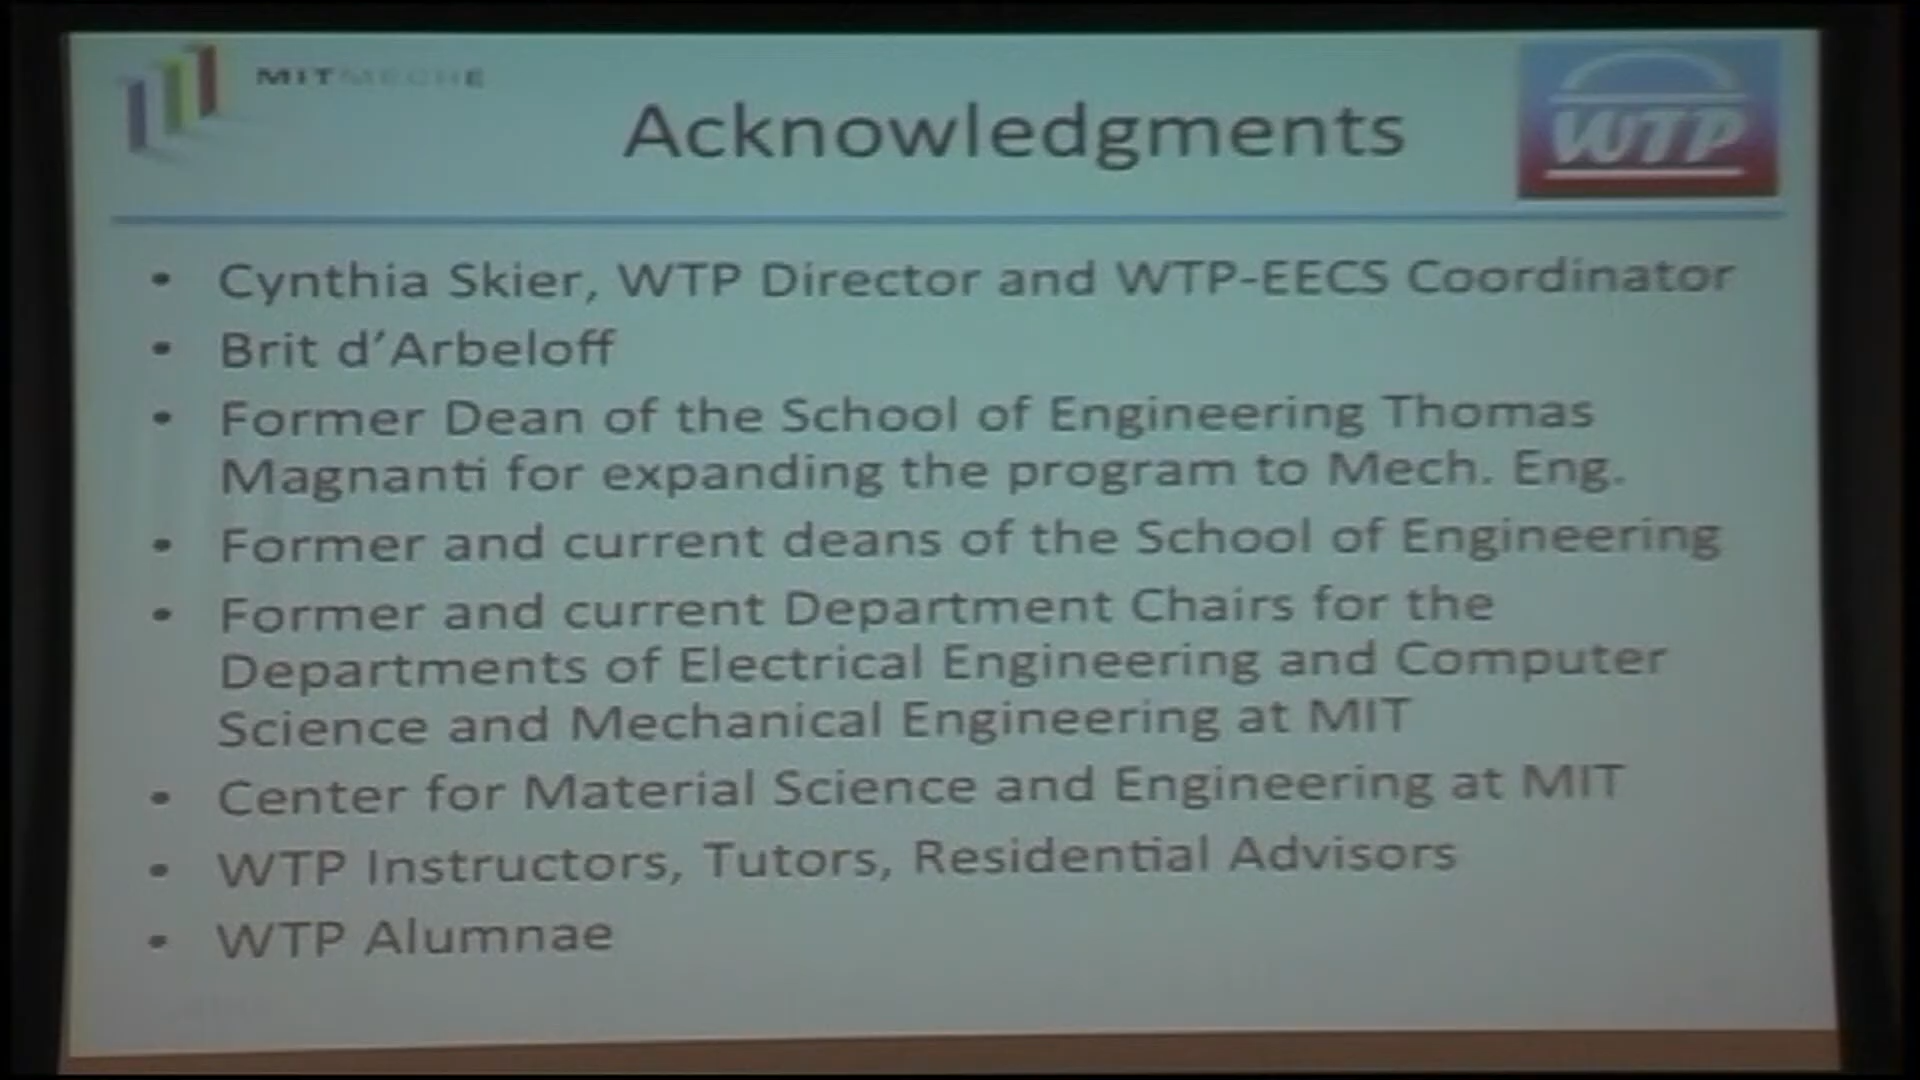 MITMECHE
WTP
Acknowledgments
• Cynthia Skier, WTP Director and WTP-EECS Coordinator
• Brit d’Arbeloff
• Former Dean of the School of Engineering Thomas
Magnanti for expanding the program to Mech. Eng.
• Former and current deans of the School of Engineering
• Former and current Department Chairs for the
Departments of Electrical Engineering and Computer
Science and Mechanical Engineering at MIT
• Center for Material Science and Engineering at MIT
• WTP Instructors, Tutors, Residential Advisors
• WTP Alumnae